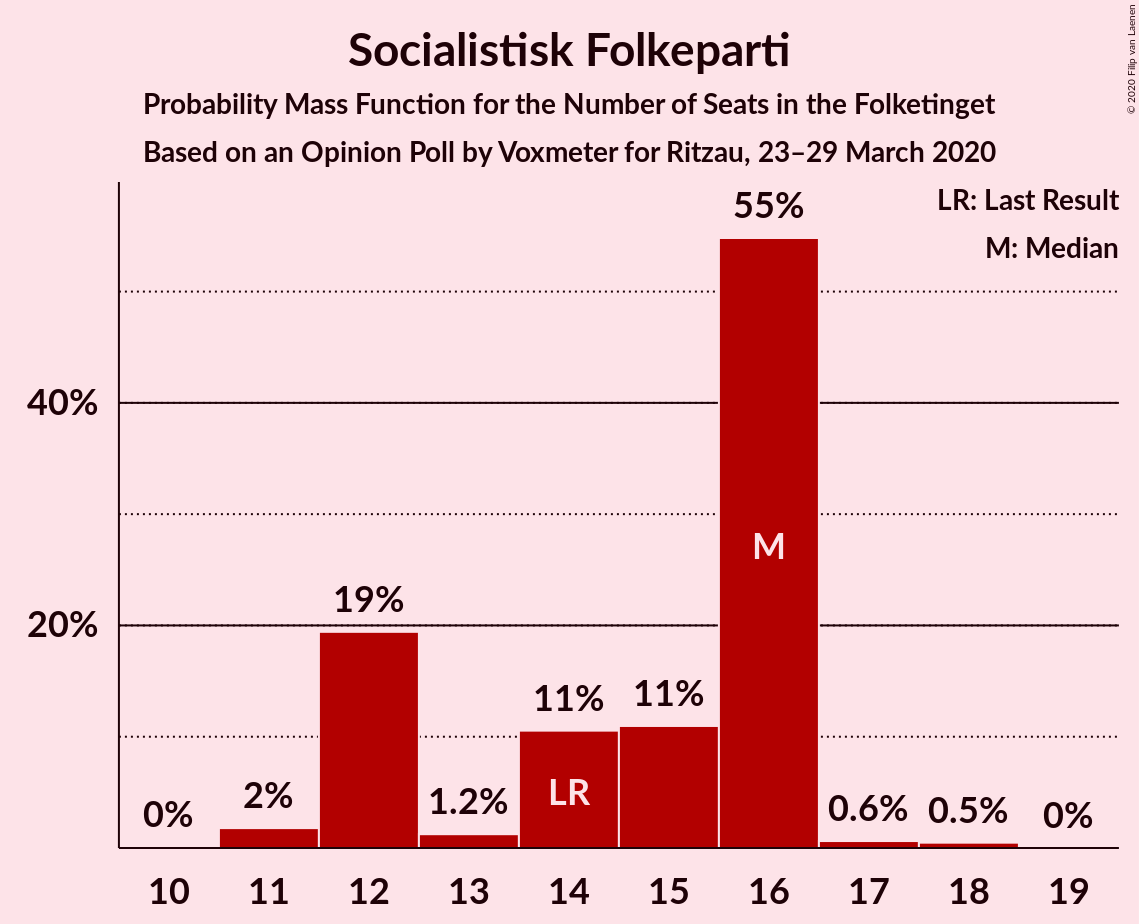 Socialistisk Folkeparti
Probability Mass Function for the Number of Seats in the Folketinget
Based on an Opinion Poll by Voxmeter for Ritzau, 23–29 March 2020
© 2020 Filip van Laenen
LR: Last Result
M: Median
55%
40%
M
20%
19%
11%
11%
LR
0%
2%
1.2%
0.6%
0.5%
0%
10 11 12 13 14 15 16 17 18 19